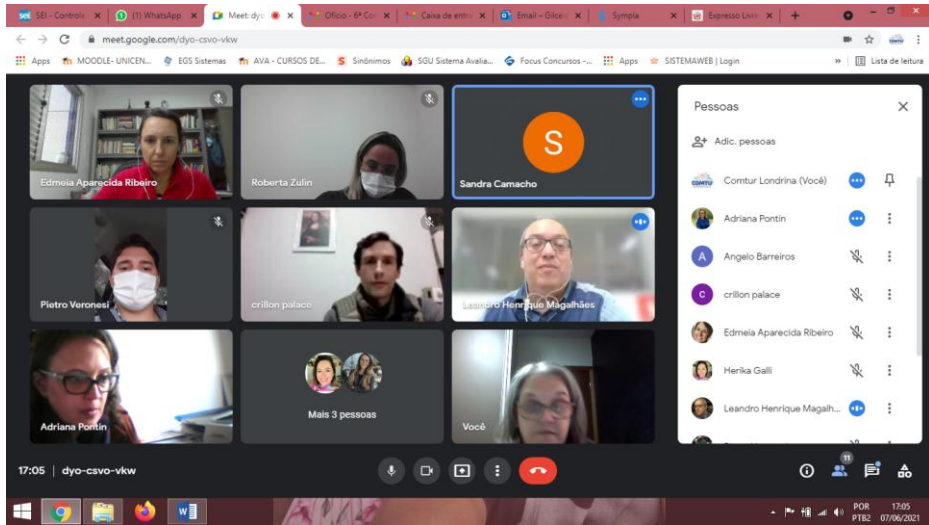 SEI - Controle
(1) WhatsApp
Meet: dyo
Ofício - 6ª Co
Caixa de entr
Email – Gilce
Sympla
Expresso Livre
meet.google.com/dyo-csvo-vkw
Apps
MOODLE- UNICEN...
EGS Sistemas
AVA - CURSOS DE...
Sinônimos
SGU Sistema Avalia...
Focus Concursos -...
Apps
SISTEMAWEB | Login
»
Lista de leitura
Edmeia Aparecida Ribeiro
Roberta Zulin
S
Sandra Camacho
Pietro Veronesi
crillon palace
Leandro Henrique Magalhães
Adriana Pontin
Mais 3 pessoas
Você
Pessoas
Adic. pessoas
COMTUR
Comtur Londrina (Você)
Adriana Pontin
A
Angelo Barreiros
c
crillon palace
Edmeia Aparecida Ribeiro
Herika Galli
Leandro Henrique Magalh...
17:05 | dyo-csvo-vkw
11
POR
PTB2
17:05
07/06/2021